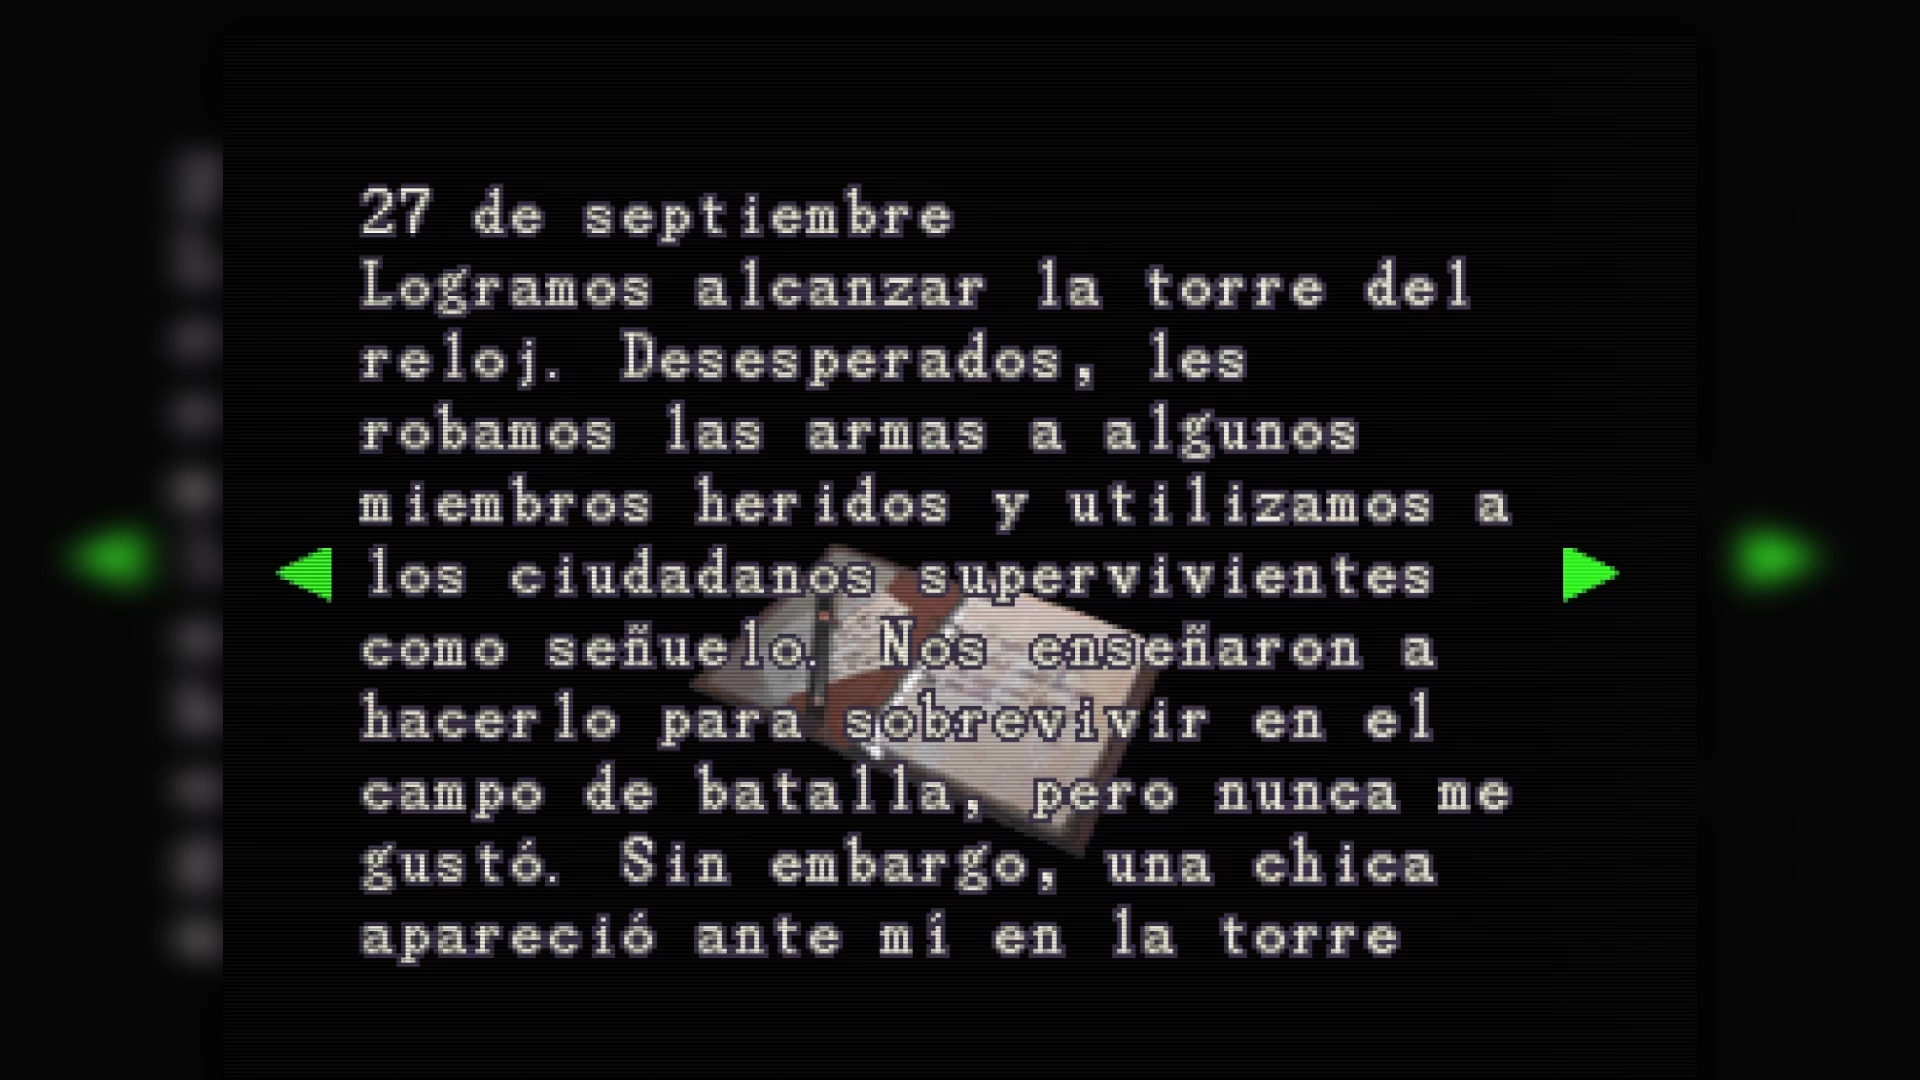 27 de septiembre
Logramos alcanzar la torre del
reloj. Desesperados, les
robamos las armas a algunos
miembros heridos y utilizamos a
los ciudadanos supervivientes
como señuelo. Nos enseñaron a
hacerlo para sobrevivir en el
campo de batalla, pero nunca me
gustó. Sin embargo, una chica
apareció ante mí en la torre